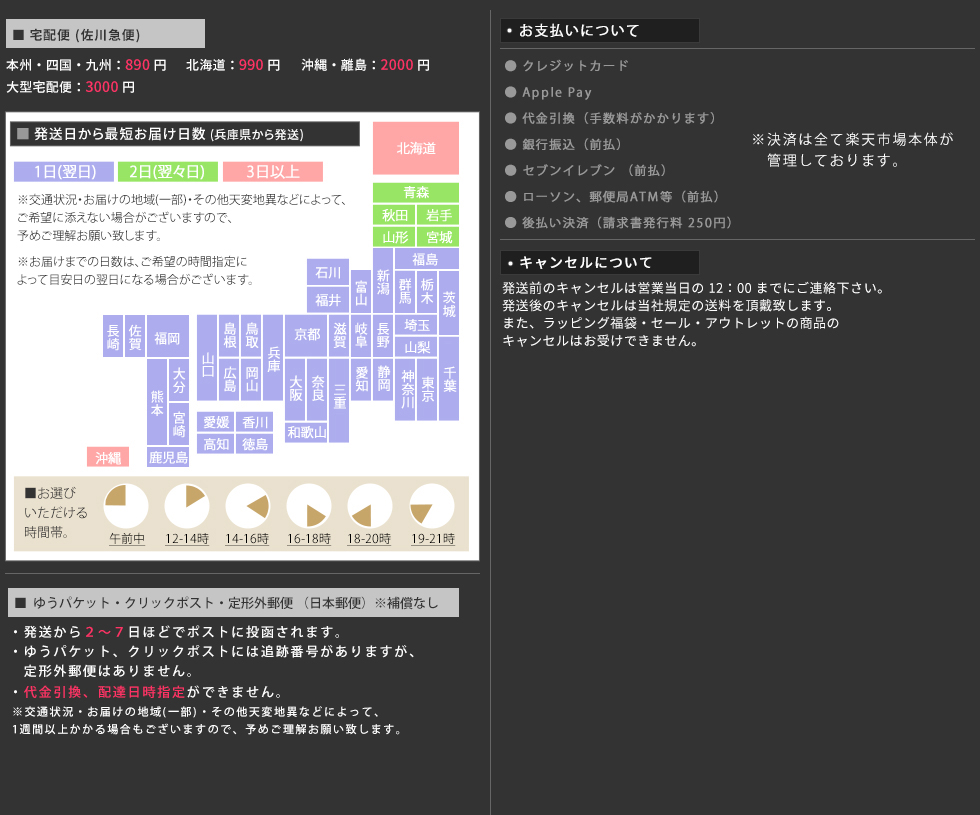 ■ 宅配便 (佐川急便)
本州・四国・九州：890 円　北海道：990 円　沖縄・離島：2000 円
大型宅配便：3000 円
■ 発送日から最短お届け日数 (兵庫県から発送)
1日(翌日)　2日(翌々日)　3日以上
※交通状況・お届けの地域(一部)・その他天変地異などによって、
ご希望に添えない場合がございますので、
予めご理解お願い致します。
※お届けまでの日数は、ご希望の時間指定に
よって目安日の翌日になる場合がございます。
北海道
青森
秋田　岩手
山形　宮城
石川
福井
富山
新潟
福島
群馬
栃木
茨城
埼玉
山梨
長崎
佐賀
福岡
山口
島根
鳥取
兵庫
京都
滋賀
岐阜
長野
熊本
大分
宮崎
広島
岡山
大阪
奈良
三重
愛知
静岡
神奈川
東京
千葉
愛媛　香川
高知　徳島
和歌山
沖縄
鹿児島
■お選び
いただける
時間帯。
午前中　12-14時　14-16時　16-18時　18-20時　19-21時
■ ゆうパケット・クリックポスト・定形外郵便 （日本郵便）※補償なし
・発送から２～７日ほどでポストに投函されます。
・ゆうパケット、クリックポストには追跡番号がありますが、
定形外郵便はありません。
・代金引換、配達日時指定ができません。
※交通状況・お届けの地域(一部)・その他天変地異などによって、
1週間以上かかる場合もございますので、予めご理解お願い致します。
・お支払いについて
● クレジットカード
● Apple Pay
● 代金引換（手数料がかかります）
● 銀行振込（前払）
● セブンイレブン （前払）
● ローソン、郵便局ATM等（前払）
● 後払い決済（請求書発行料 250円）
※決済は全て楽天市場本体が
管理しております。
・キャンセルについて
発送前のキャンセルは営業当日の 12：00 までにご連絡下さい。
発送後のキャンセルは当社規定の送料を頂戴致します。
また、ラッピング福袋・セール・アウトレットの商品の
キャンセルはお受けできません。